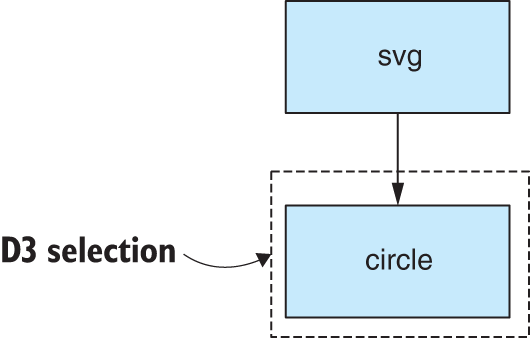 svg
D3 selection
circle